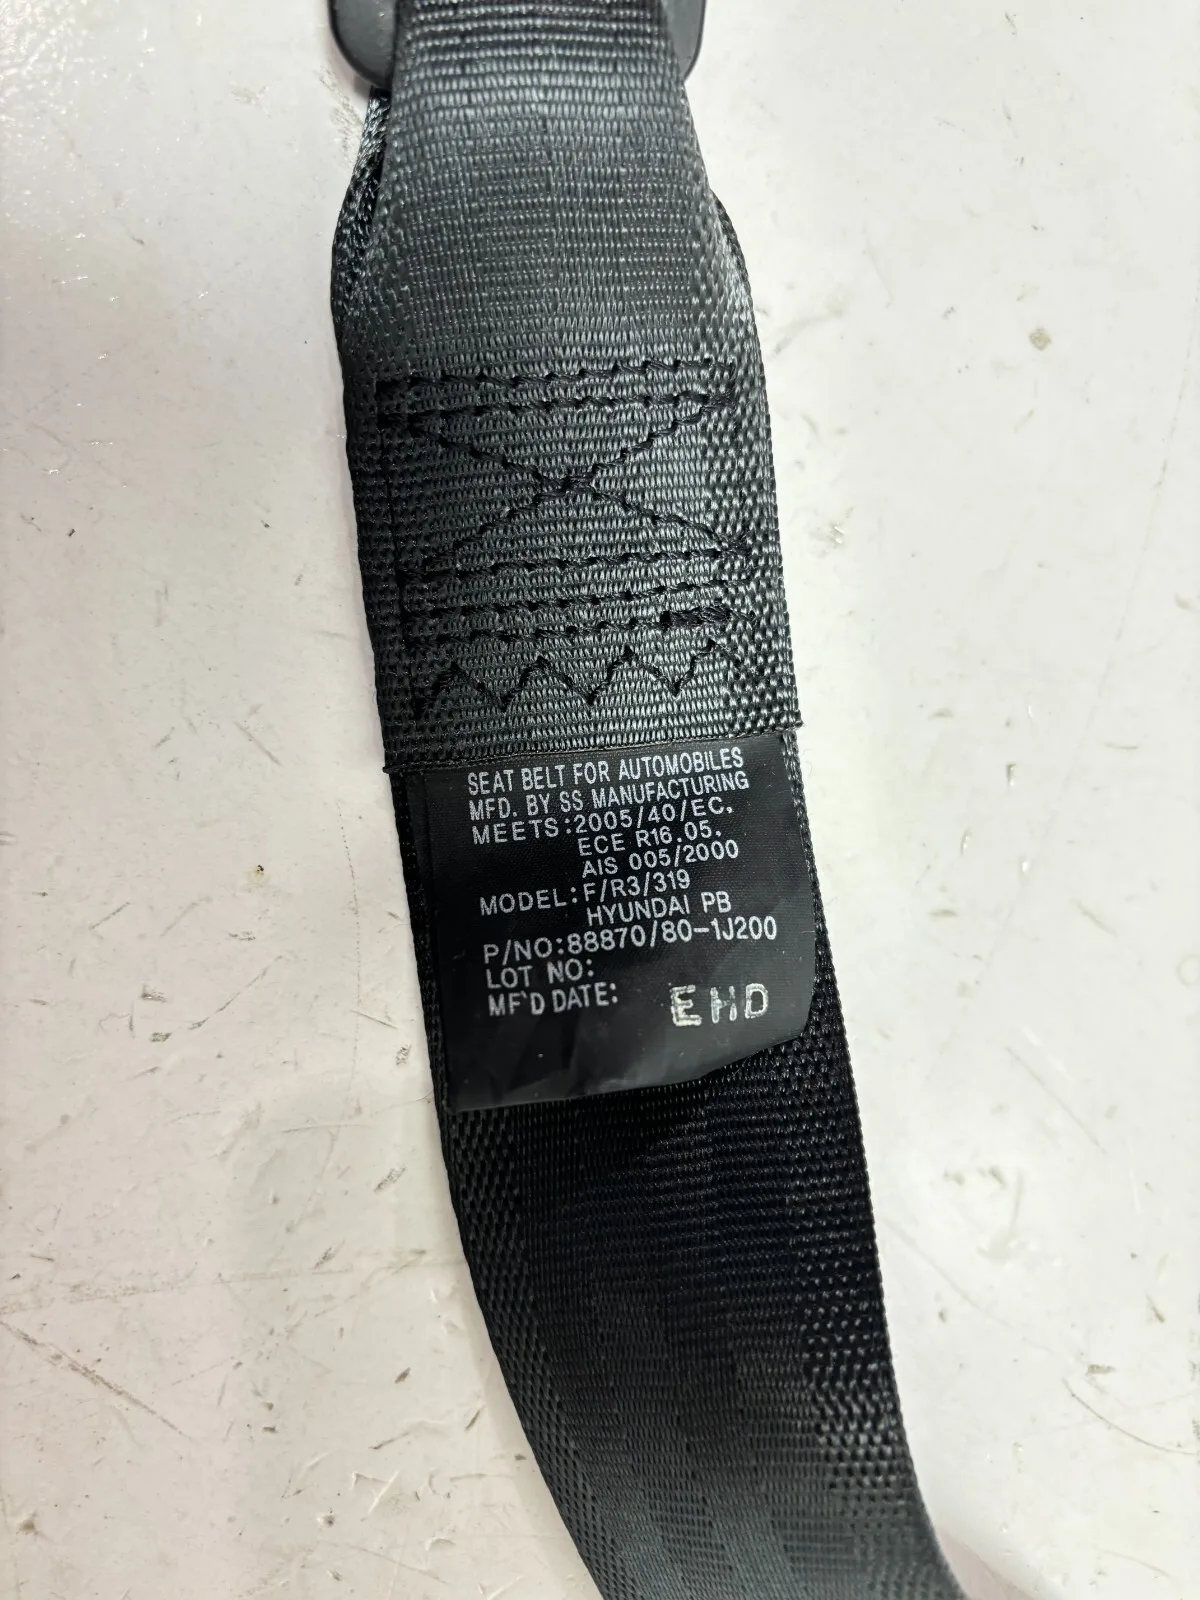 SEAT BELT FOR AUTOMOBILES
MFD. BY SS MANUFACTURING
MEETS:2005/40/EC.
ECE R16.05.
AIS 005/2000
MODEL:F/R3/319
HYUNDAI PB
P/NO:88870/80-1J200
LOT NO:
MF'D DATE: EHD